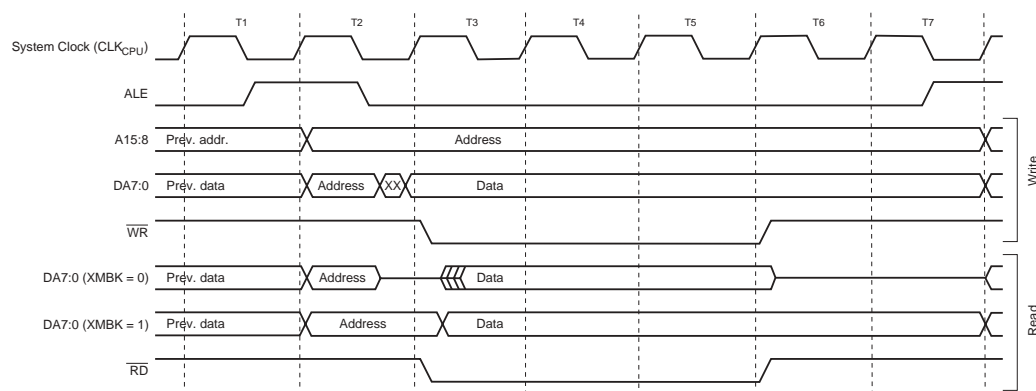 T1 T2 T3 T4 T5 T6 T7
System Clock (CLKCPU)
ALE
A15:8 Prev. addr. Address
DA7:0 Prev. data Address XX Data
WR
Write
DA7:0 (XMBK = 0) Prev. data Address Data
DA7:0 (XMBK = 1) Prev. data Address Data
RD
Read